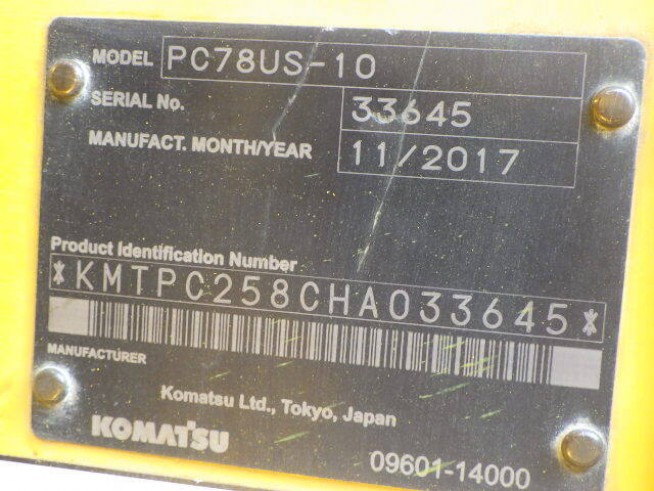 MODEL PC78US-10
SERIAL No. 33645
MANUFACT. MONTH/YEAR 11/2017
Product Identification Number
*KMTPC258CHA033645*
MANUFACTURER
Komatsu Ltd., Tokyo, Japan
KOMATSU
09601-14000